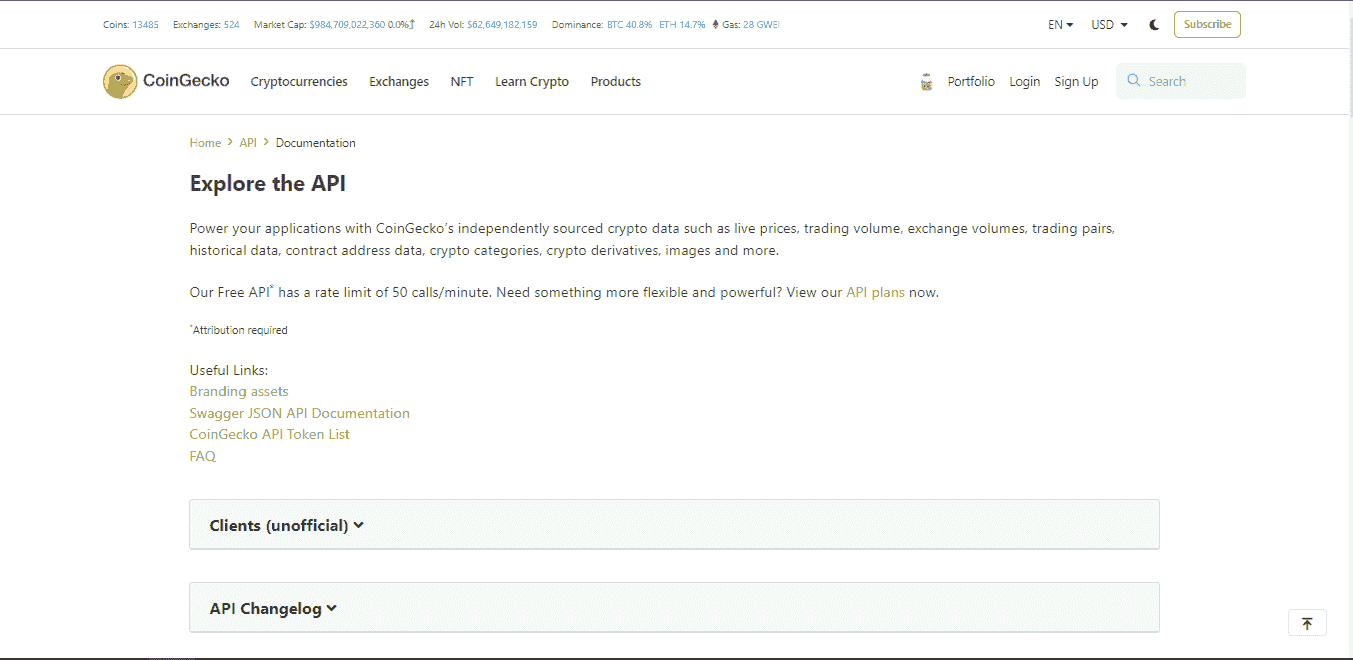 Coins: 13485 Exchanges: 524 Market Cap: $984,709,022,360 0.0% 24h Vol: $62,649,182,159 Dominance: BTC 40.8% ETH 14.7% Gas: 28 GWEI EN USD Subscribe
CoinGecko Cryptocurrencies Exchanges NFT Learn Crypto Products Portfolio Login Sign Up Search
Home > API > Documentation
Explore the API
Power your applications with CoinGecko's independently sourced crypto data such as live prices, trading volume, exchange volumes, trading pairs,
historical data, contract address data, crypto categories, crypto derivatives, images and more.
Our Free API* has a rate limit of 50 calls/minute. Need something more flexible and powerful? View our API plans now.
*Attribution required
Useful Links:
Branding assets
Swagger JSON API Documentation
CoinGecko API Token List
FAQ
Clients (unofficial)
API Changelog